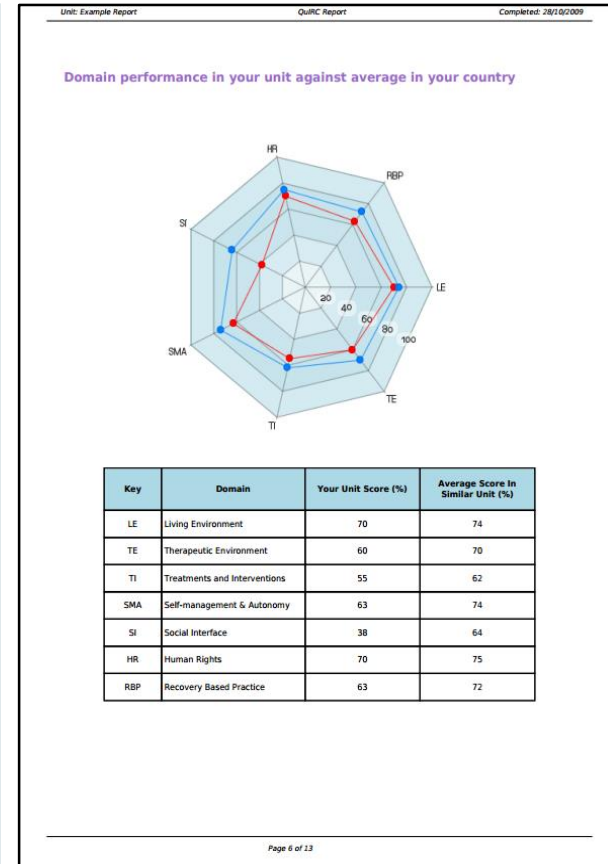 Unit: Example Report QuIRC Report Completed: 28/10/2009
Domain performance in your unit against average in your country
HR
RBP
SI
LE
20
40
60
80
100
SMA
TE
TI
Key Domain Your Unit Score (%) Average Score In Similar Unit (%)
LE Living Environment 70 74
TE Therapeutic Environment 60 70
TI Treatments and Interventions 55 62
SMA Self-management & Autonomy 63 74
SI Social Interface 38 64
HR Human Rights 70 75
RBP Recovery Based Practice 63 72
Page 6 of 13